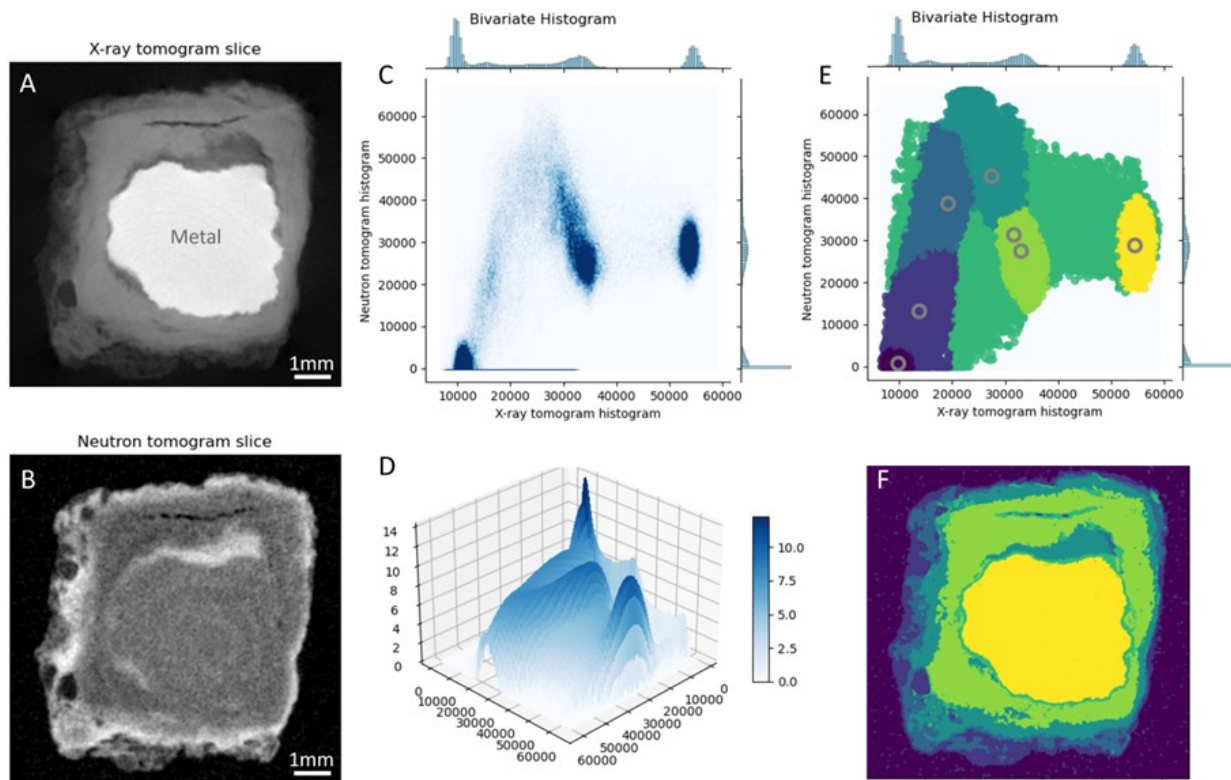 X-ray tomogram slice
A
Metal
1mm
Bivariate Histogram
C
Neutron tomogram histogram
60000
50000
40000
30000
20000
10000
0
10000 20000 30000 40000 50000 60000
X-ray tomogram histogram
Bivariate Histogram
E
Neutron tomogram histogram
60000
50000
40000
30000
20000
10000
0
10000 20000 30000 40000 50000 60000
X-ray tomogram histogram
Neutron tomogram slice
B
1mm
D
14
12
10
8
6
4
2
0
0
10000
20000
30000
40000
50000
60000
0
10000
20000
30000
40000
50000
60000
10.0
7.5
5.0
2.5
0.0
F